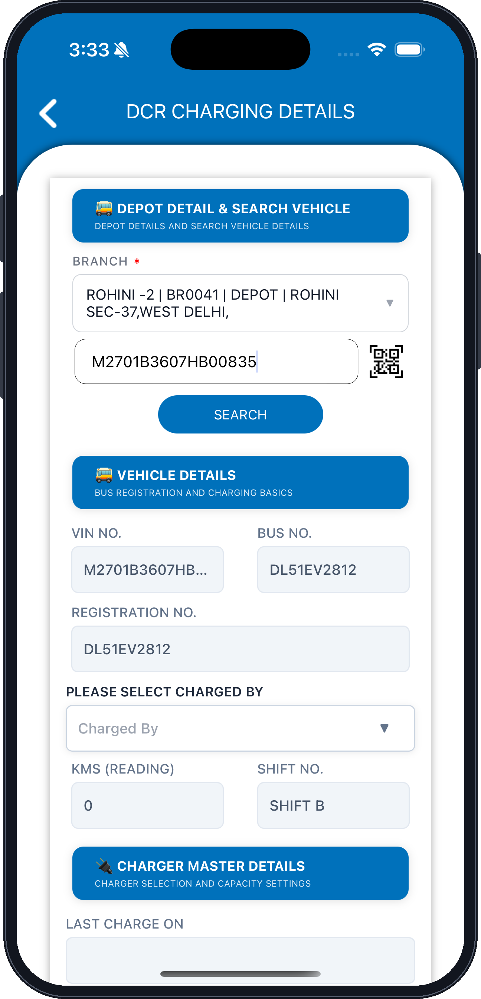 3:33
DCR CHARGING DETAILS
DEPOT DETAIL & SEARCH VEHICLE
DEPOT DETAILS AND SEARCH VEHICLE DETAILS
BRANCH *
ROHINI -2 | BR0041 | DEPOT | ROHINI
SEC-37,WEST DELHI,
M2701B3607HB00835
SEARCH
VEHICLE DETAILS
BUS REGISTRATION AND CHARGING BASICS
VIN NO.
BUS NO.
M2701B3607HB...
DL51EV2812
REGISTRATION NO.
DL51EV2812
PLEASE SELECT CHARGED BY
Charged By
KMS (READING)
SHIFT NO.
0
SHIFT B
CHARGER MASTER DETAILS
CHARGER SELECTION AND CAPACITY SETTINGS
LAST CHARGE ON